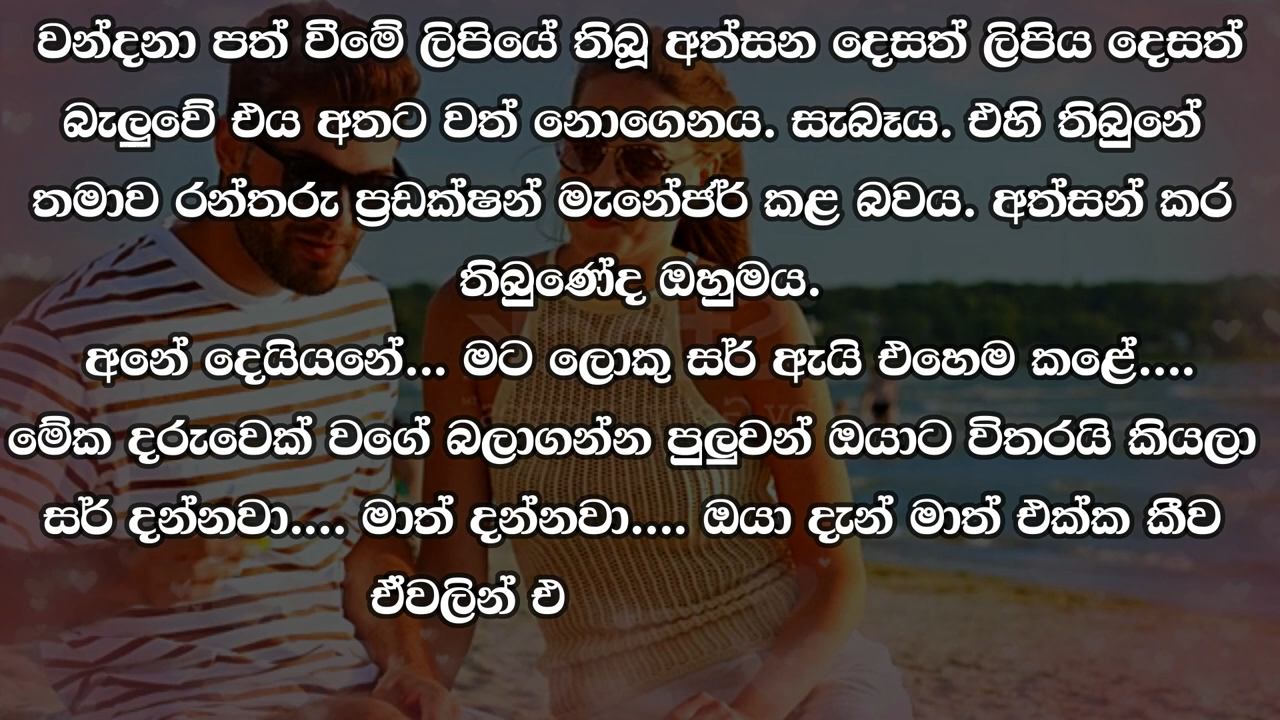 වන්දනා පත් වීමේ ලිපියේ තිබූ අත්සන දෙසත් ලිපිය දෙසත්
බැලුවේ එය අතට වත් නොගෙනය. සැබෑය. එහි තිබුනේ
තමාව රන්තරු ප්‍රඩක්ෂන් මැනේජර් කළ බවය. අත්සන් කර
තිබුණේද ඔහුමය.
අනේ දෙයියනේ... මට ලොකු සර් ඇයි එහෙම කළේ....
මේක දරුවෙක් වගේ බලාගන්න පුලුවන් ඔයාට විතරයි කියලා
සර් දන්නවා.... මාත් දන්නවා.... ඔයා දැන් මාත් එක්ක කීව
ඒවලින් එ